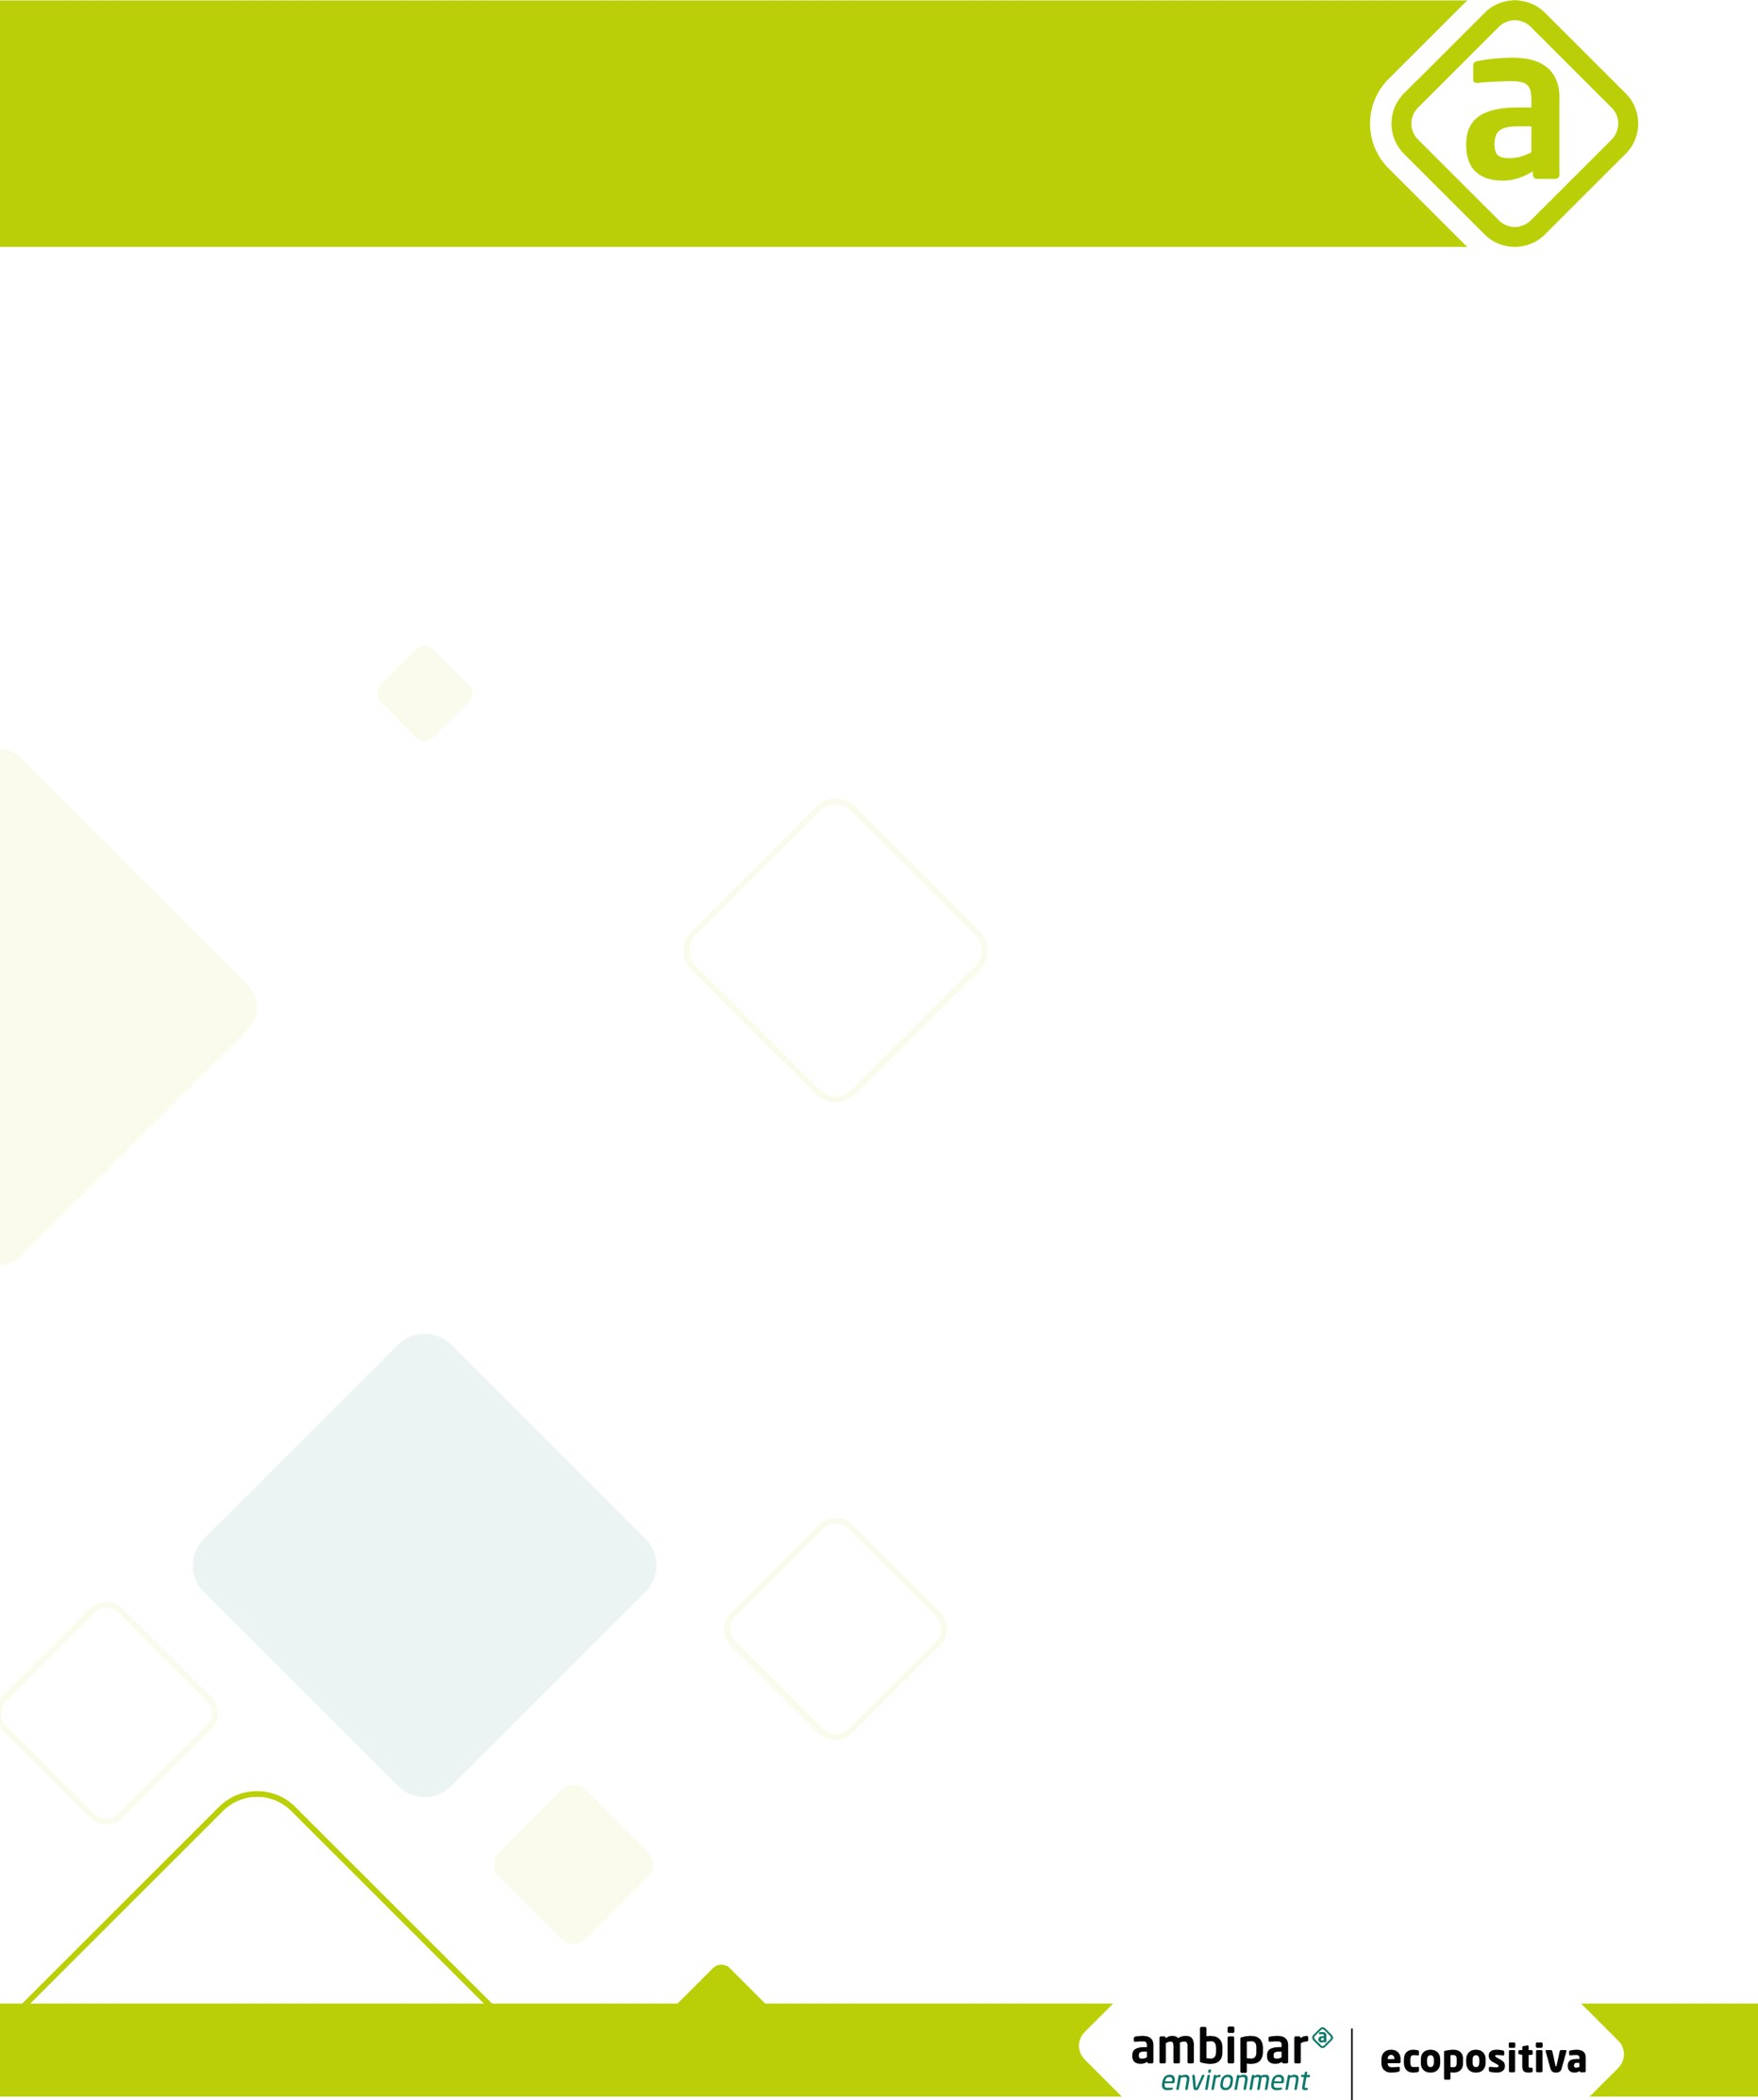 a
ambipar a
environment
ecopositiva